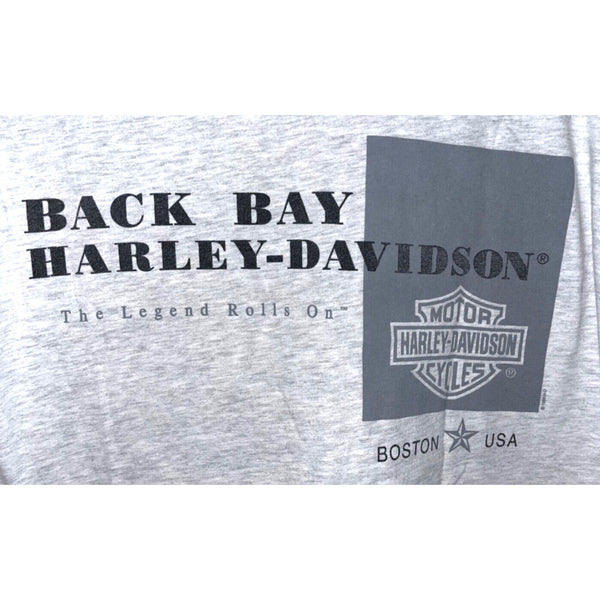 BACK BAY
HARLEY-DAVIDSON®
The Legend Rolls On™
MOTOR
HARLEY-DAVIDSON
CYCLES ®
BOSTON USA